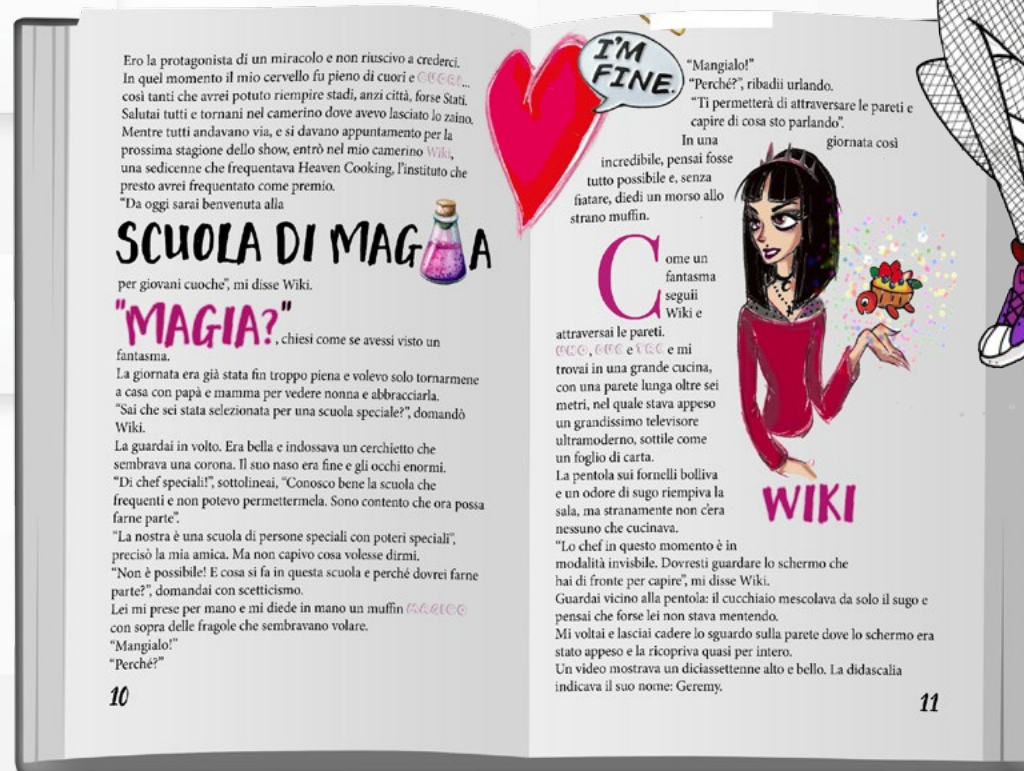 Ero la protagonista di un miracolo e non riuscivo a crederci.
In quel momento il mio cervello fu pieno di cuori e CUORI...
così tanti che avrei potuto riempire stadi, anzi città, forse Stati.
Salutai tutti e tornani nel camerino dove avevo lasciato lo zaino.
Mentre tutti andavano via, e si davano appuntamento per la
prossima stagione dello show, entrò nel mio camerino Wiki,
una sedicenne che frequentava Heaven Cooking, l'instituto che
presto avrei frequentato come premio.
“Da oggi sarai benvenuta alla
SCUOLA DI MAGIA
per giovani cuoche”, mi disse Wiki.
"MAGIA?", chiesi come se avessi visto un
fantasma.
La giornata era già stata fin troppo piena e volevo solo tornarmene
a casa con papà e mamma per vedere nonna e abbracciarla.
“Sai che sei stata selezionata per una scuola speciale?”, domandò
Wiki.
La guardai in volto. Era bella e indossava un cerchietto che
sembrava una corona. Il suo naso era fine e gli occhi enormi.
“Di chef speciali!”, sottolineai, “Conosco bene la scuola che
frequenti e non potevo permettermela. Sono contento che ora possa
farne parte”.
“La nostra è una scuola di persone speciali con poteri speciali”,
precisò la mia amica. Ma non capivo cosa volesse dirmi.
“Non è possibile! E cosa si fa in questa scuola e perché dovrei farne
parte?”, domandai con scetticismo.
Lei mi prese per mano e mi diede in mano un muffin MAGICO
con sopra delle fragole che sembravano volare.
“Mangialo!”
“Perché?”
10
I'M
FINE.
“Mangialo!”
“Perché?”, ribadii urlando.
“Ti permetterà di attraversare le pareti e
capire di cosa sto parlando”.
In una giornata così
incredibile, pensai fosse
tutto possibile e, senza
fiatare, diedi un morso allo
strano muffin.
Come un
fantasma
seguii
Wiki e
attraversai le pareti.
UNO, DUE e TRE e mi
trovai in una grande cucina,
con una parete lunga oltre sei
metri, nel quale stava appeso
un grandissimo televisore
ultramoderno, sottile come
un foglio di carta.
La pentola sui fornelli bolliva
e un odore di sugo riempiva la
sala, ma stranamente non c'era
nessuno che cucinava.
“Lo chef in questo momento è in
modalità invisbile. Dovresti guardare lo schermo che
hai di fronte per capire”, mi disse Wiki.
Guardai vicino alla pentola: il cucchiaio mescolava da solo il sugo e
pensai che forse lei non stava mentendo.
Mi voltai e lasciai cadere lo sguardo sulla parete dove lo schermo era
stato appeso e la ricopriva quasi per intero.
Un video mostrava un diciassettenne alto e bello. La didascalia
indicava il suo nome: Geremy.
WIKI
11